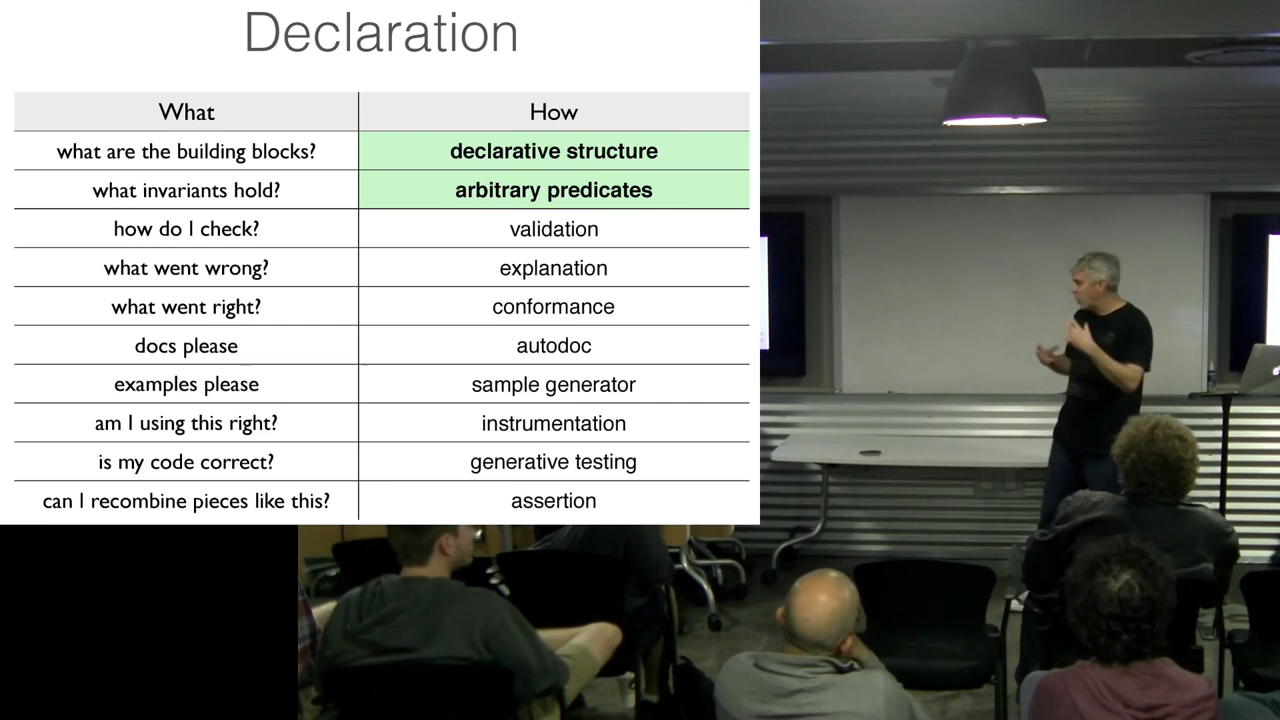 Declaration
What How
what are the building blocks? declarative structure
what invariants hold? arbitrary predicates
how do I check? validation
what went wrong? explanation
what went right? conformance
docs please autodoc
examples please sample generator
am I using this right? instrumentation
is my code correct? generative testing
can I recombine pieces like this? assertion